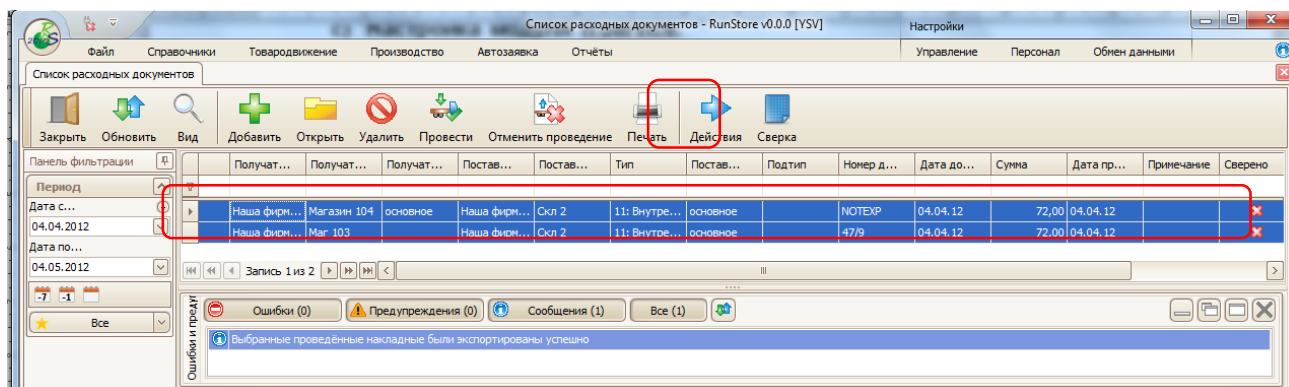 Список расходных документов - RunStore v0.0.0 [YSV] Настройки
Файл Справочники Товародвижение Производство Автозаявка Отчёты Управление Персонал Обмен данными
Список расходных документов
Закрыть Обновить Вид Добавить Открыть Удалить Провести Отменить проведение Печать Действия Сверка
Панель фильтрации
Получат... Получат... Получат... Постав... Постав... Тип Постав... Подтип Номер д... Дата до... Сумма Дата пр... Примечание Сверено
Период
Дата с...
Наша фирм... Магазин 104 основное Наша фирм... Скл 2 11: Внутре... основное NOTEXP 04.04.12 72,00 04.04.12
04.04.2012
Наша фирм... Маг 103 Наша фирм... Скл 2 11: Внутре... основное 47/9 04.04.12 72,00 04.04.12
Дата по...
04.05.2012
Запись 1 из 2
-7 -1
Все
Ошибки (0) Предупреждения (0) Сообщения (1) Все (1)
Ошибки и предуг
Выбранные проведённые накладные были экспортированы успешно